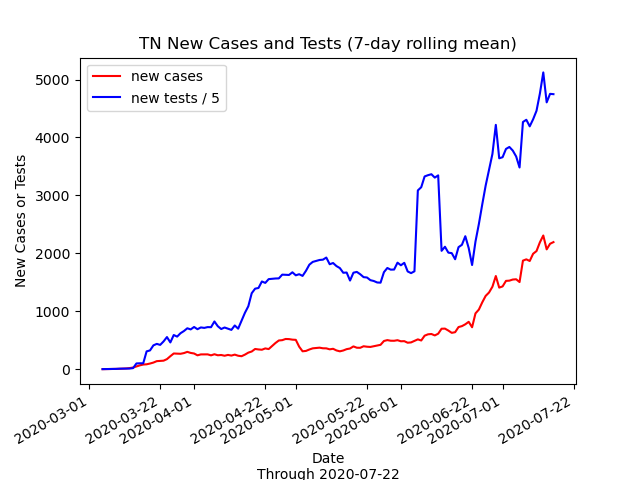 TN New Cases and Tests (7-day rolling mean)
new cases
new tests / 5
New Cases or Tests
5000
4000
3000
2000
1000
0
2020-03-01
2020-03-22
2020-04-01
2020-04-22
2020-05-01
2020-05-22
2020-06-01
2020-06-22
2020-07-01
2020-07-22
Date
Through 2020-07-22